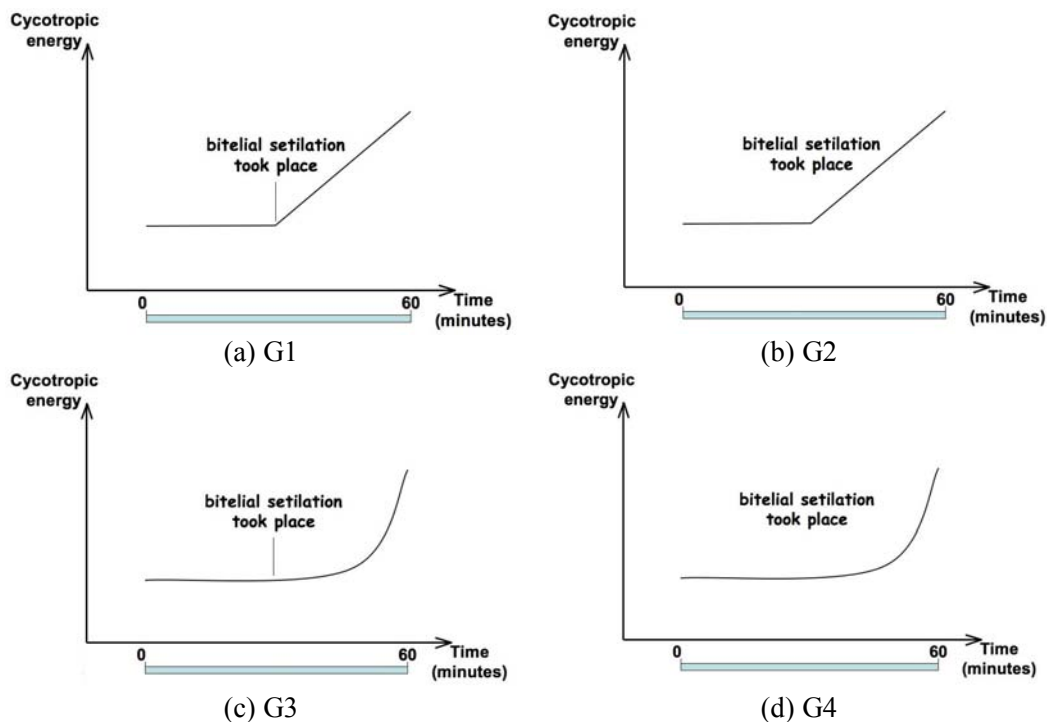 Cycotropic
energy
bitelial setilation
took place
0
60
Time
(minutes)
(a) G1
Cycotropic
energy
bitelial setilation
took place
0
60
Time
(minutes)
(b) G2
Cycotropic
energy
bitelial setilation
took place
0
60
Time
(minutes)
(c) G3
Cycotropic
energy
bitelial setilation
took place
0
60
Time
(minutes)
(d) G4